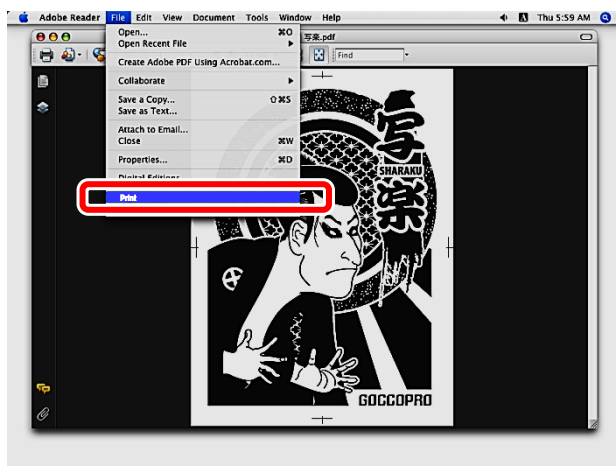 Adobe Reader File Edit View Document Tools Window Help Thu 5:59 AM
写楽.pdf
Open... ⌘O
Open Recent File
Create Adobe PDF Using Acrobat.com...
Collaborate
Save a Copy... ⇧⌘S
Save as Text...
Attach to Email...
Close ⌘W
Properties... ⌘D
Digital Editions
Print
Find
写
SHARAKU
楽
GOCCOPRO